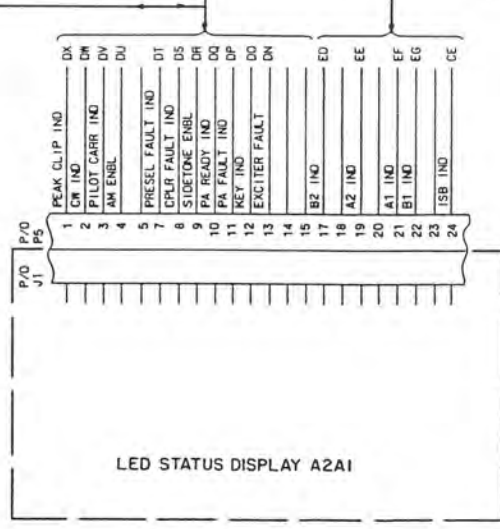 P/O P5
P/O J1
PEAK CLIP IND 1 DX
CW IND 2 DW
PILOT CARR IND 3 DV
AM ENBL 4 DU
5
PRESEL FAULT IND 7 DT
CPLR FAULT IND 8 DS
SIDETONE ENBL 9 DR
PA READY IND 10 DQ
PA FAULT IND 11 DP
KEY IND 12 DO
EXCITER FAULT 13 DN
14
15
B2 IND 17 ED
18
A2 IND 19 EE
20
A1 IND 21 EF
B1 IND 22 EG
23
ISB IND 24 CE
LED STATUS DISPLAY A2A1